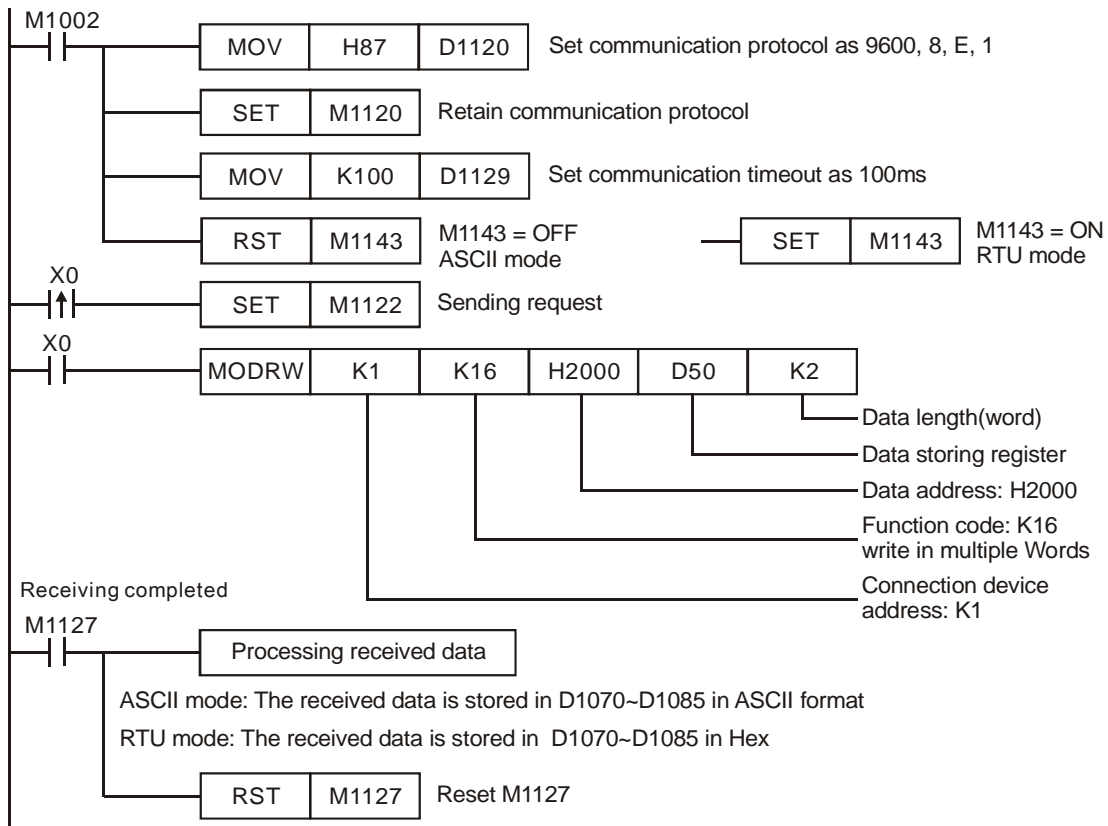 M1002
MOV H87 D1120 Set communication protocol as 9600, 8, E, 1
SET M1120 Retain communication protocol
MOV K100 D1129 Set communication timeout as 100ms
RST M1143 M1143 = OFF
ASCII mode
SET M1143 M1143 = ON
RTU mode
X0
SET M1122 Sending request
X0
MODRW K1 K16 H2000 D50 K2
Data length(word)
Data storing register
Data address: H2000
Function code: K16
write in multiple Words
Connection device
address: K1
Receiving completed
M1127
Processing received data
ASCII mode: The received data is stored in D1070~D1085 in ASCII format
RTU mode: The received data is stored in D1070~D1085 in Hex
RST M1127 Reset M1127